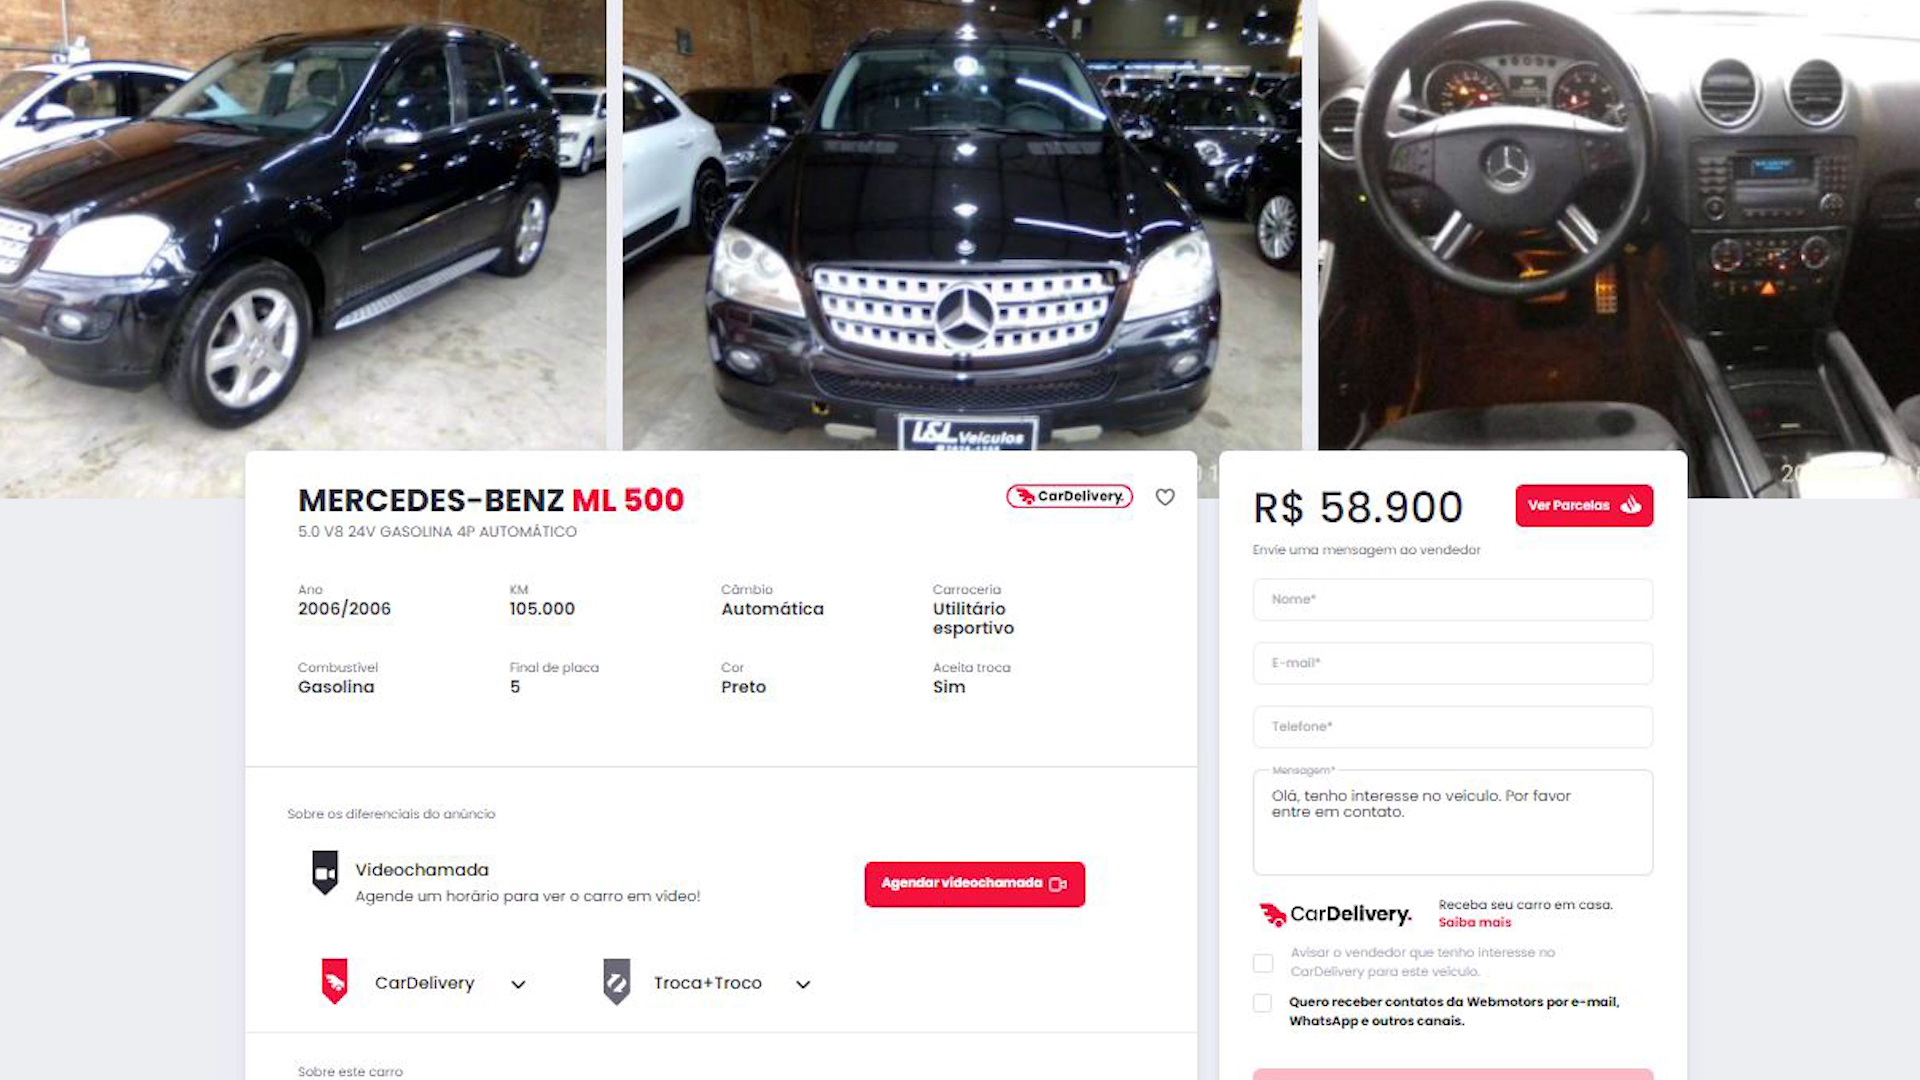 L&L Veículos
MERCEDES-BENZ ML 500
5.0 V8 24V GASOLINA 4P AUTOMÁTICO
CarDelivery.
Ano
2006/2006
KM
105.000
Câmbio
Automática
Carroceria
Utilitário
esportivo
Combustível
Gasolina
Final de placa
5
Cor
Preto
Aceita troca
Sim
Sobre os diferenciais do anúncio
Videochamada
Agende um horário para ver o carro em vídeo!
Agendar videochamada
CarDelivery
Troca+Troco
Sobre este carro
R$ 58.900
Ver Parcelas
Envie uma mensagem ao vendedor
Nome*
E-mail*
Telefone*
Mensagem*
Olá, tenho interesse no veículo. Por favor
entre em contato.
CarDelivery.
Receba seu carro em casa.
Saiba mais
Avisar o vendedor que tenho interesse no
CarDelivery para este veículo.
Quero receber contatos da Webmotors por e-mail,
WhatsApp e outros canais.